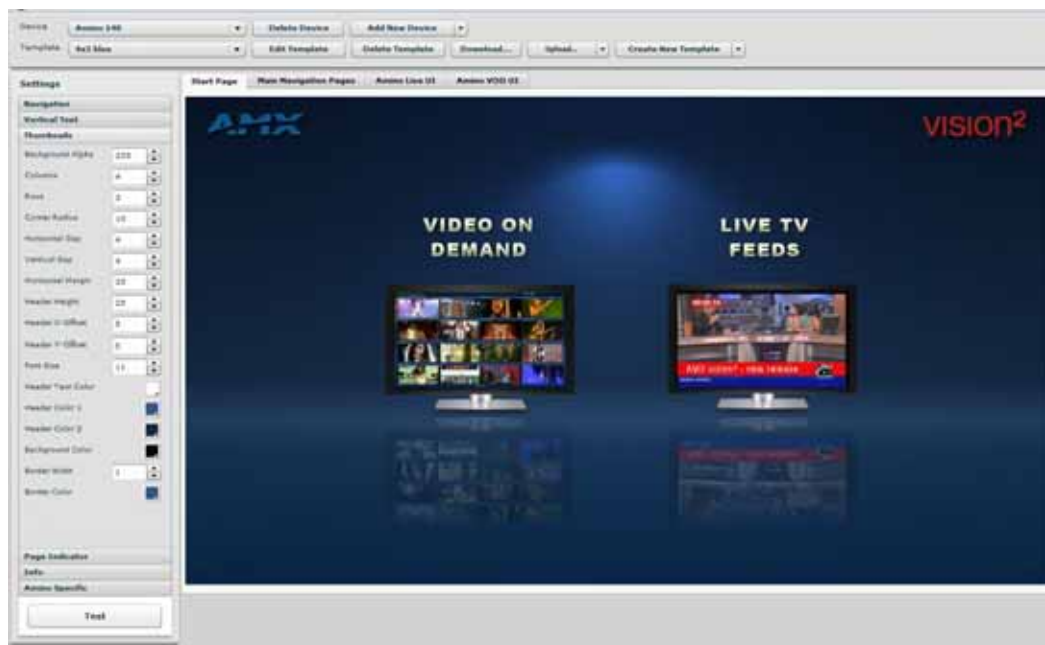 Device Amino 140 Delete Device Add New Device
Template 4x3 blue Edit Template Delete Template Download... Upload.. Create New Template
Settings
Start Page Main Navigation Pages Amino Live UI Amino VOD UI
Navigation
Vertical Text
Thumbnails
Background Alpha
Columns
Rows
Corner Radius
Horizontal Gap
Vertical Gap
Horizontal Margin
Header Height
Header X Offset
Header Y Offset
Font Size
Header Text Color
Header Color 1
Header Color 2
Background Color
Border Width 1
Border Color
Page Indicator
Info
Amino Specific
Test
AMX
VISION²
VIDEO ON
DEMAND
LIVE TV
FEEDS